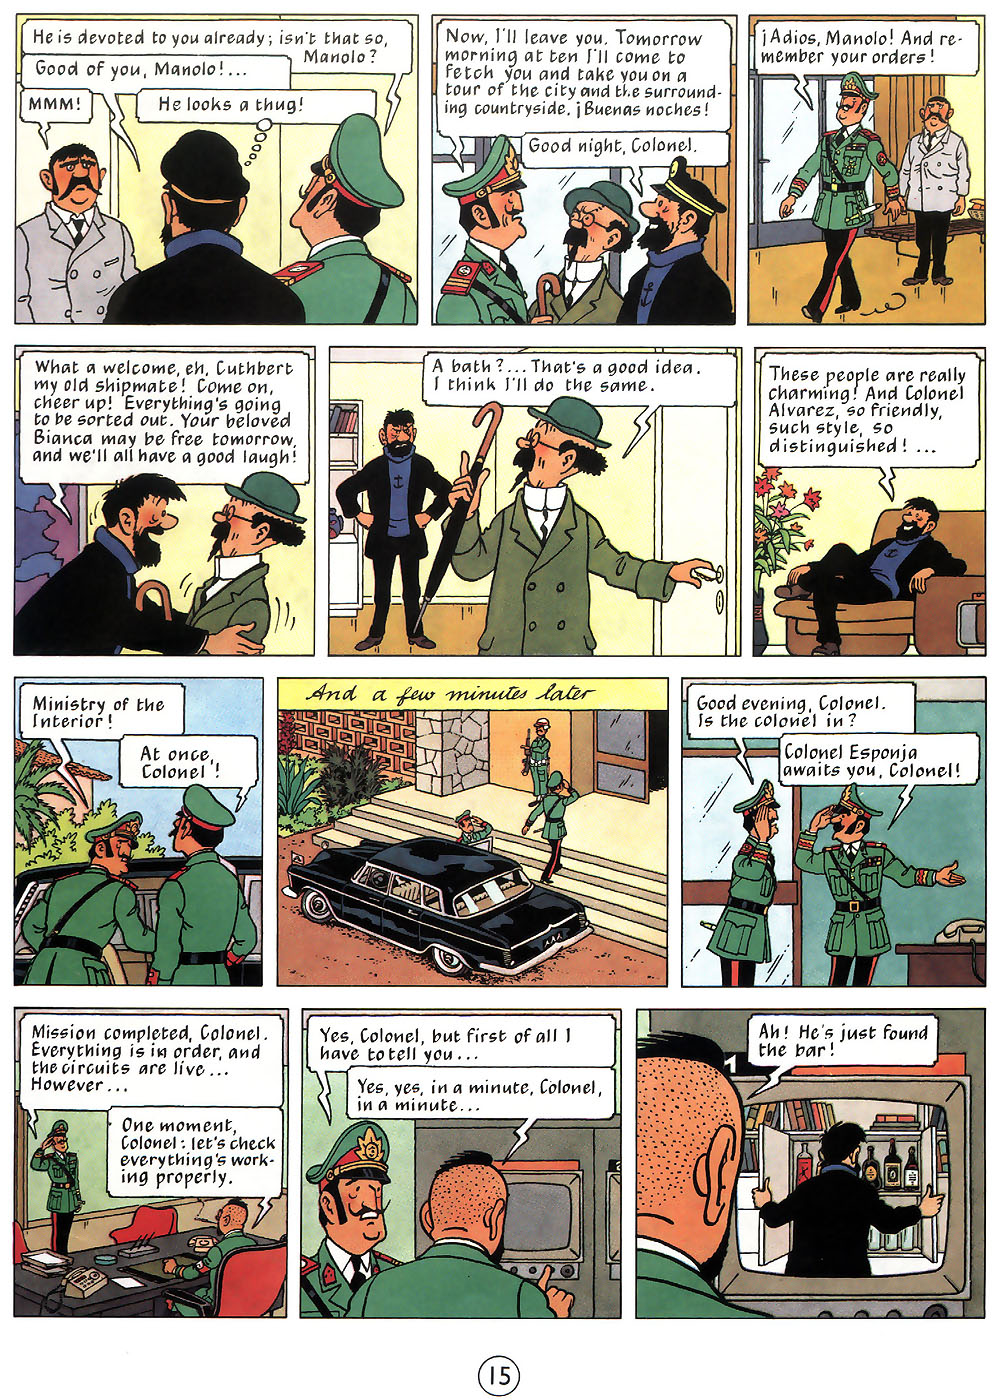 He is devoted to you already; isn't that so,
Manolo?
Good of you, Manolo!...
MMM!
He looks a thug!
Now, I'll leave you. Tomorrow
morning at ten I'll come to
fetch you and take you on a
tour of the city and the surround-
ing countryside. ¡Buenas noches!
Good night, Colonel.
¡Adios, Manolo! And re-
member your orders!
What a welcome, eh, Cuthbert
my old shipmate! Come on,
cheer up! Everything's going
to be sorted out. Your beloved
Bianca may be free tomorrow,
and we'll all have a good laugh!
A bath?... That's a good idea.
I think I'll do the same.
These people are really
charming! And Colonel
Alvarez, so friendly,
such style, so
distinguished! ...
Ministry of the
Interior!
At once,
Colonel!
And a few minutes later
Good evening, Colonel.
Is the colonel in?
Colonel Esponja
awaits you, Colonel!
Mission completed, Colonel.
Everything is in order, and
the circuits are live...
However...
One moment,
Colonel: let's check
everything's work-
ing properly.
Yes, Colonel, but first of all I
have to tell you...
Yes, yes, in a minute, Colonel,
in a minute...
Ah! He's just found
the bar!
1
15